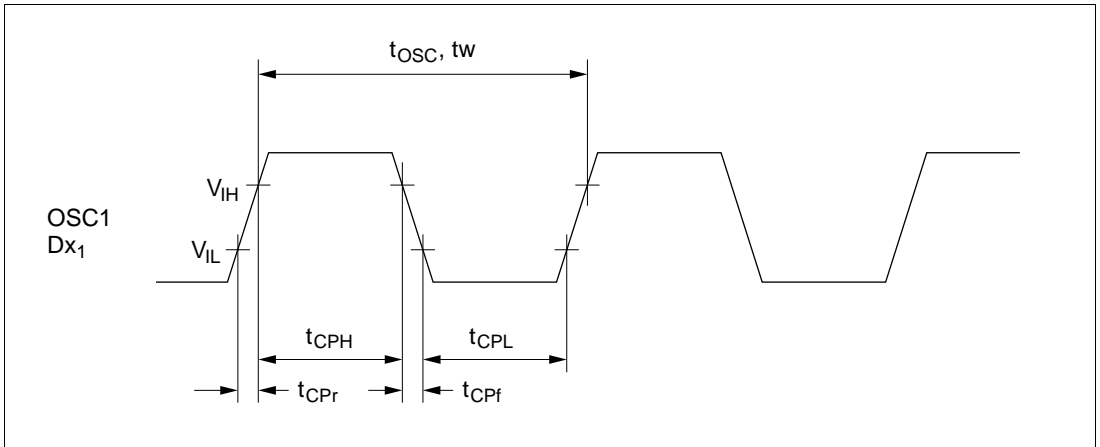 tOSC, tw
VIH
OSC1
Dx1
VIL
tCPH
tCPL
tCPr
tCPf